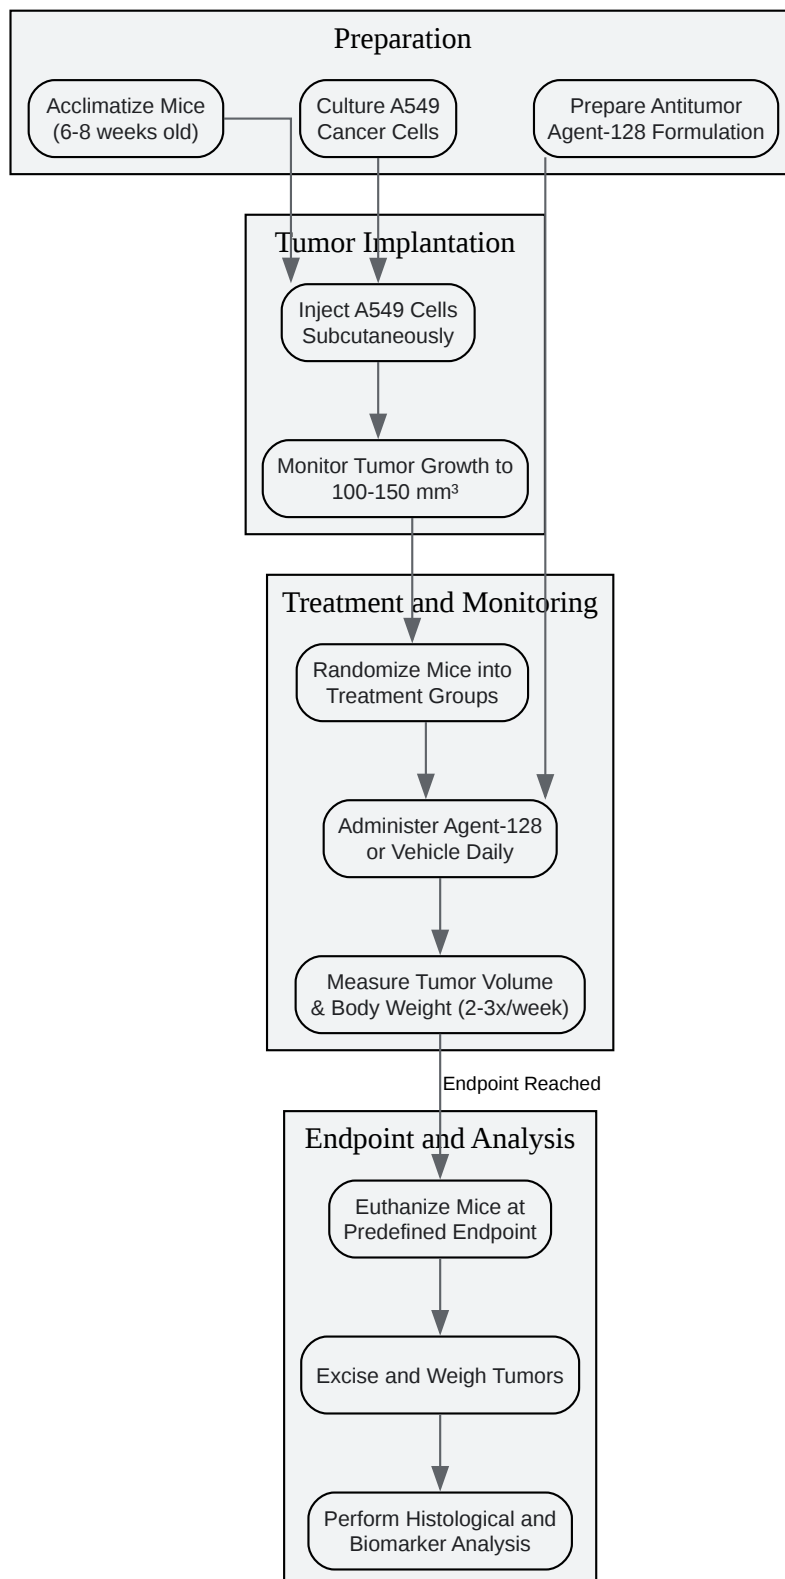 Preparation
Acclimatize Mice
(6-8 weeks old)
Culture A549
Cancer Cells
Prepare Antitumor
Agent-128 Formulation
Tumor Implantation
Inject A549 Cells
Subcutaneously
Monitor Tumor Growth to
100-150 mm³
Treatment and Monitoring
Randomize Mice into
Treatment Groups
Administer Agent-128
or Vehicle Daily
Measure Tumor Volume
& Body Weight (2-3x/week)
Endpoint Reached
Endpoint and Analysis
Euthanize Mice at
Predefined Endpoint
Excise and Weigh Tumors
Perform Histological and
Biomarker Analysis